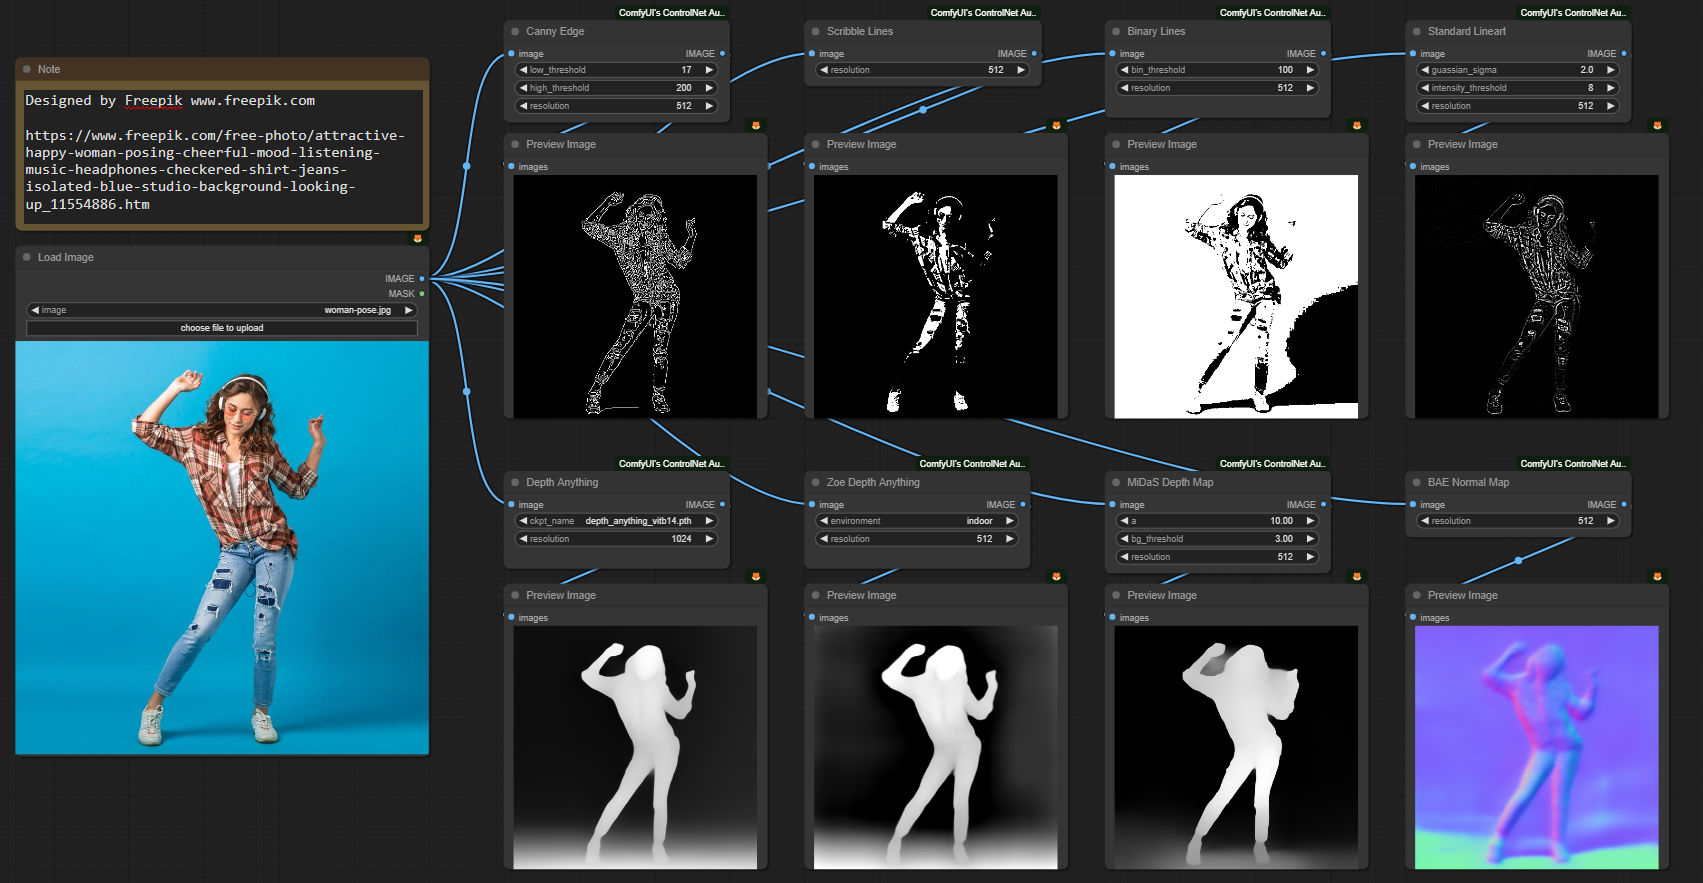 Note
Designed by Freepik www.freepik.com
https://www.freepik.com/free-photo/attractive-
happy-woman-posing-cheerful-mood-listening-
music-headphones-checkered-shirt-jeans-
isolated-blue-studio-background-looking-
up_11554886.htm
Load Image
IMAGE
MASK
image woman-pose.jpg
choose file to upload
ComfyUI's ControlNet Au..
Canny Edge
image IMAGE
low_threshold 17
high_threshold 200
resolution 512
Preview Image
images
ComfyUI's ControlNet Au..
Scribble Lines
image IMAGE
resolution 512
Preview Image
images
ComfyUI's ControlNet Au..
Binary Lines
image IMAGE
bin_threshold 100
resolution 512
Preview Image
images
ComfyUI's ControlNet Au..
Standard Lineart
image IMAGE
guassian_sigma 2.0
intensity_threshold 8
resolution 512
Preview Image
images
ComfyUI's ControlNet Au..
Depth Anything
image IMAGE
ckpt_name depth_anything_vitb14.pth
resolution 1024
Preview Image
images
ComfyUI's ControlNet Au..
Zoe Depth Anything
image IMAGE
environment indoor
resolution 512
Preview Image
images
ComfyUI's ControlNet Au..
MiDaS Depth Map
image IMAGE
a 10.00
bg_threshold 3.00
resolution 512
Preview Image
images
ComfyUI's ControlNet Au..
BAE Normal Map
image IMAGE
resolution 512
Preview Image
images